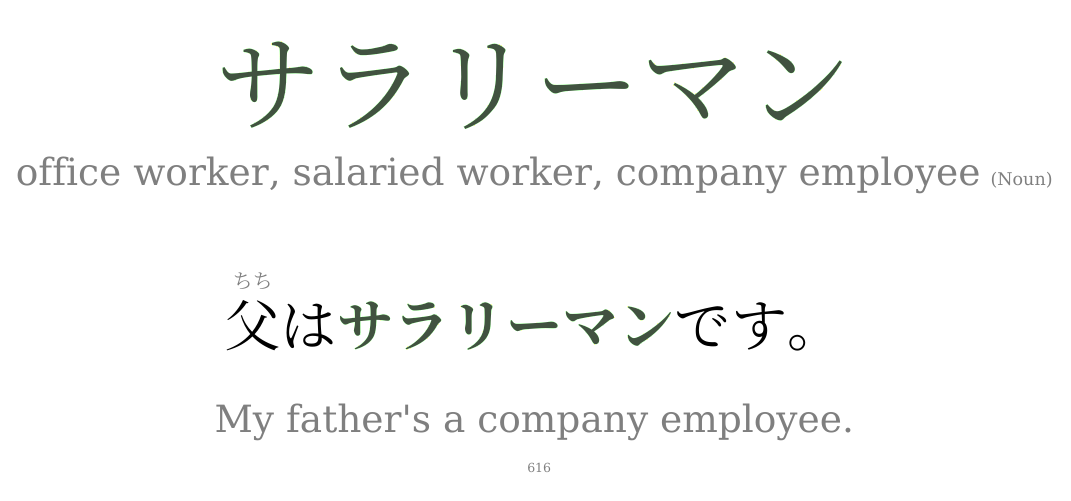 サラリーマン
office worker, salaried worker, company employee (Noun)
ちち
父はサラリーマンです。
My father's a company employee.
616